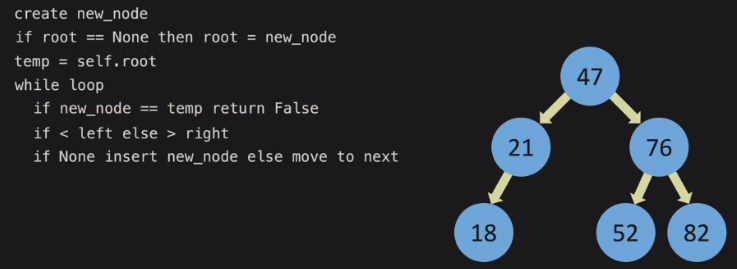 create new_node
if root == None then root = new_node
temp = self.root
while loop
if new_node == temp return False
if < left else > right
if None insert new_node else move to next
47
21
76
18
52
82